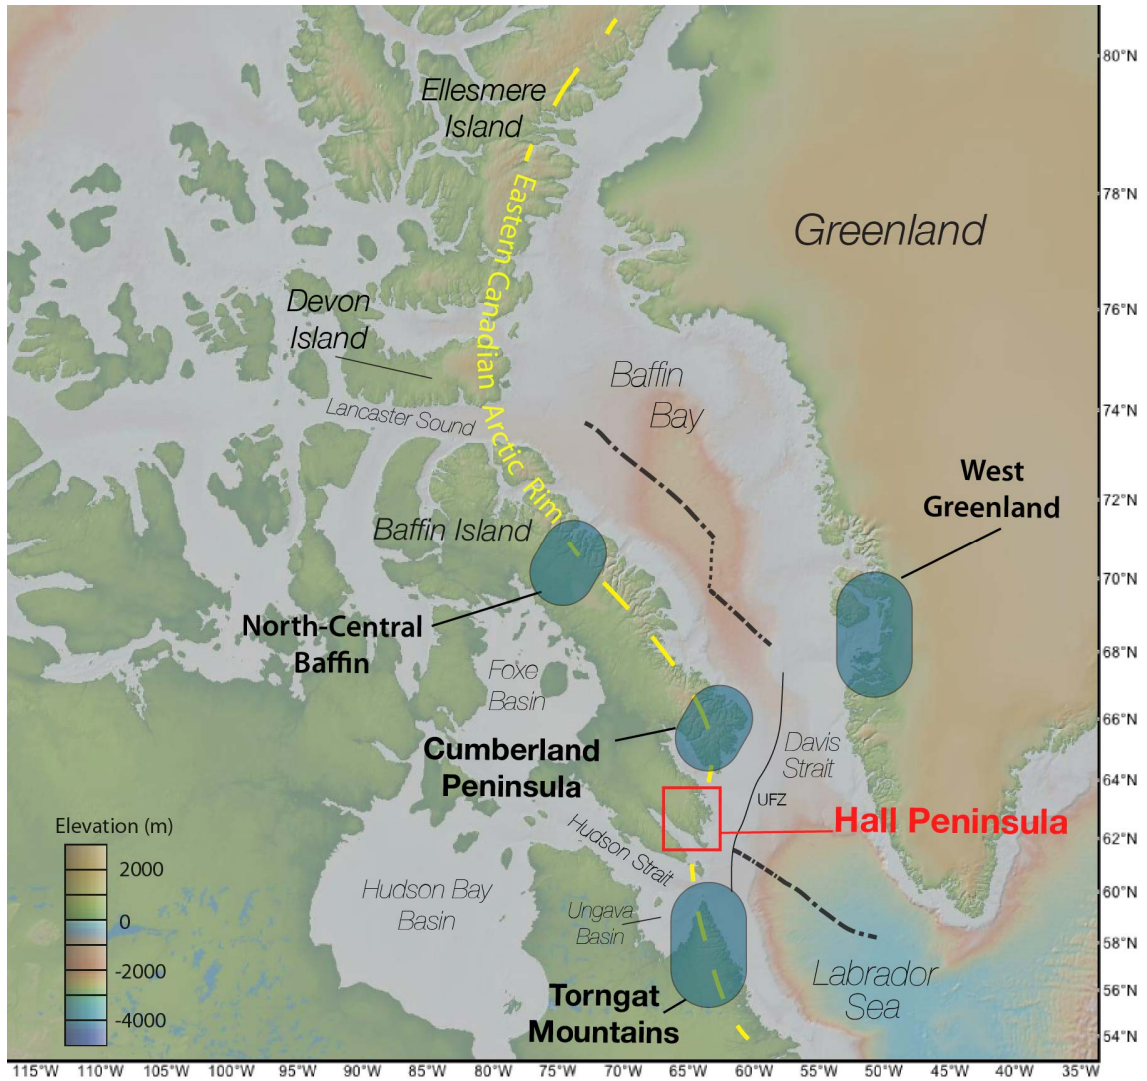 80°N
Ellesmere
Island
78°N
Eastern Canadian Arctic Rim
Greenland
76°N
Devon
Island
Baffin
Bay
74°N
Lancaster Sound
West
Greenland
72°N
Baffin Island
70°N
North-Central
Baffin
68°N
Foxe
Basin
66°N
Cumberland
Peninsula
Davis
Strait
64°N
UFZ
Hall Peninsula
Elevation (m)
2000
0
-2000
-4000
62°N
Hudson Strait
Hudson Bay
Basin
60°N
Ungava
Basin
58°N
Labrador
Sea
56°N
Torngat
Mountains
54°N
115°W
110°W
105°W
100°W
95°W
90°W
85°W
80°W
75°W
70°W
65°W
60°W
55°W
50°W
45°W
40°W
35°W